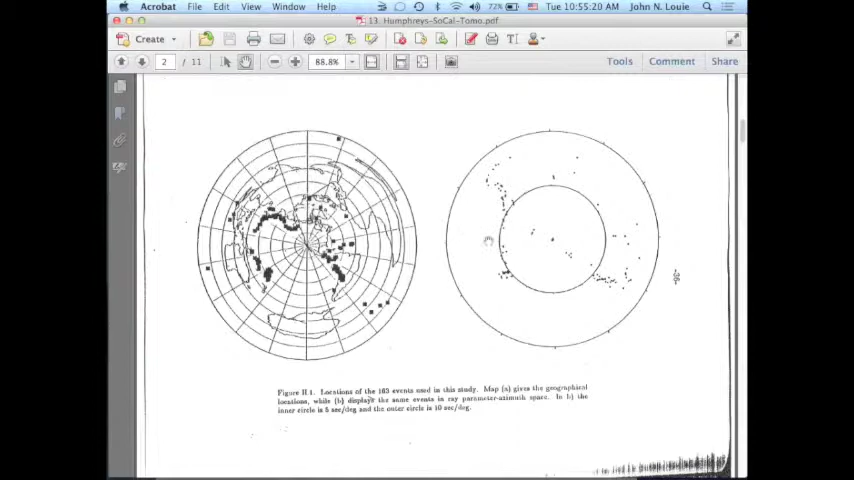 Acrobat File Edit View Window Help 72% Tue 10:55:20 AM John N. Louie
13. Humphreys-SoCal-Tomo.pdf
Create
2 / 11 88.8% Tools Comment Share
-36-
Figure II.1. Locations of the 163 events used in this study. Map (a) gives the geographical
locations, while (b) displays the same events in ray parameter-azimuth space. In b) the
inner circle is 5 sec/deg and the outer circle is 10 sec/deg.